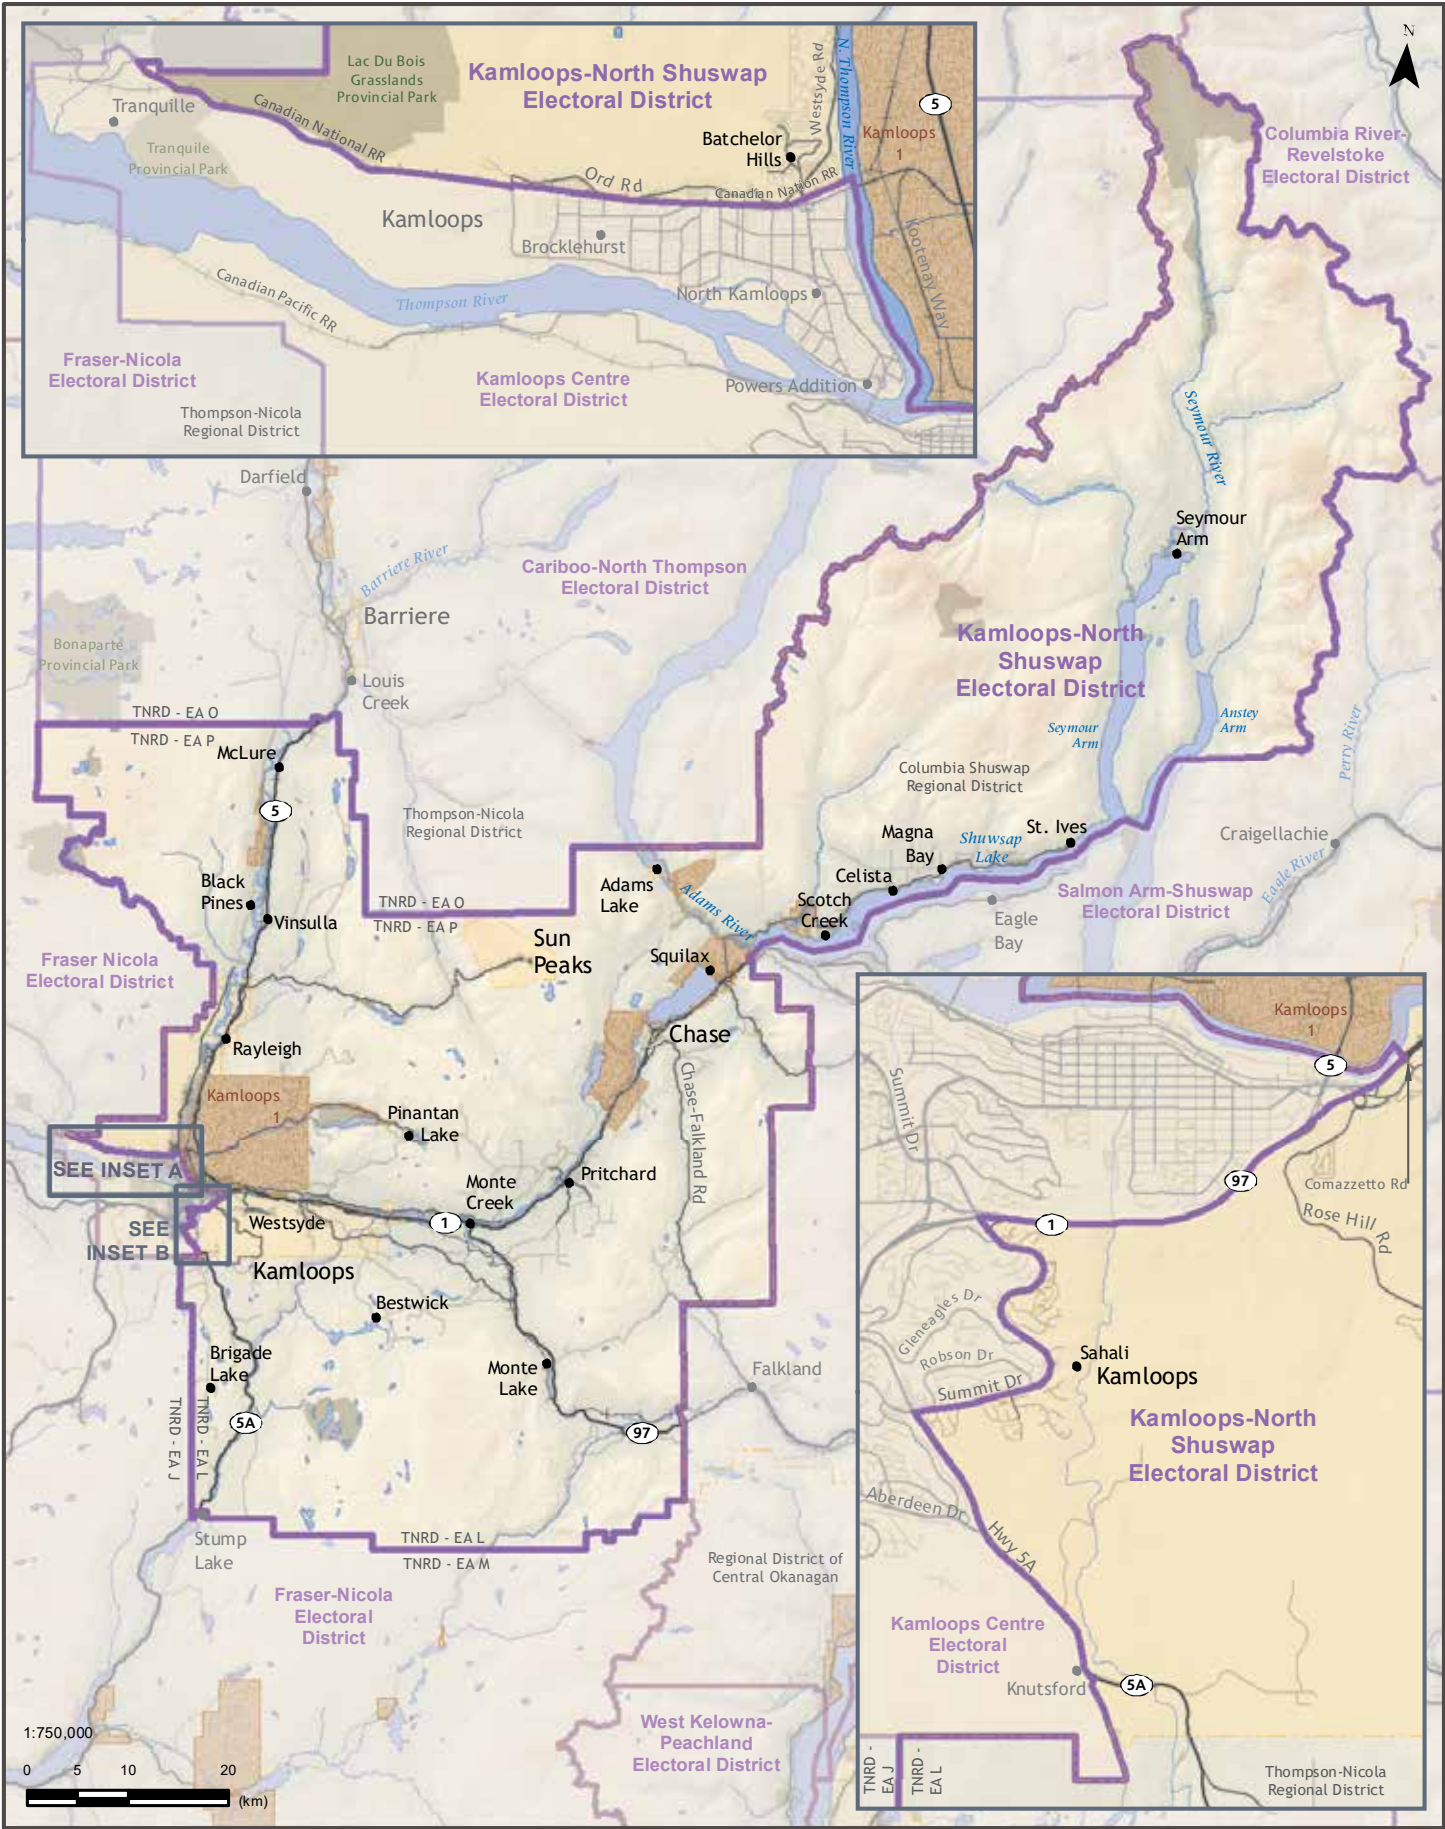 N
Lac Du Bois
Grasslands
Provincial Park
Kamloops-North Shuswap
Electoral District
Westsyde Rd
N. Thompson River
5
Kamloops
1
Tranquille
Canadian National RR
Tranquile
Provincial Park
Batchelor
Hills
Ord Rd
Canadian Nation RR
Kamloops
Brocklehurst
Kootenay Way
Canadian Pacific RR
Thompson River
North Kamloops
Fraser-Nicola
Electoral District
Kamloops Centre
Electoral District
Powers Addition
Thompson-Nicola
Regional District
Columbia River-
Revelstoke
Electoral District
Darfield
Seymour River
Seymour
Arm
Barriere River
Cariboo-North Thompson
Electoral District
Barriere
Bonaparte
Provincial Park
Kamloops-North
Shuswap
Electoral District
Louis
Creek
TNRD - EA O
TNRD - EA P
McLure
Seymour
Arm
Anstey
Arm
Perry River
Columbia Shuswap
Regional District
5
Thompson-Nicola
Regional District
Magna
Bay
Shuwsap
Lake
St. Ives
Craigellachie
Eagle River
Black
Pines
Vinsulla
Adams
Lake
Adams River
Celista
Scotch
Creek
Salmon Arm-Shuswap
Electoral District
TNRD - EA O
TNRD - EA P
Eagle
Bay
Sun
Peaks
Squilax
Fraser Nicola
Electoral District
Chase
Rayleigh
Kamloops
1
Pinantan
Lake
Chase-Falkland Rd
SEE INSET A
Monte
Creek
Pritchard
SEE
INSET B
Westsyde
1
Kamloops
Bestwick
Brigade
Lake
Monte
Lake
Falkland
TNRD - EA J
TNRD - EA L
5A
97
Stump
Lake
TNRD - EA L
TNRD - EA M
Regional District of
Central Okanagan
Fraser-Nicola
Electoral
District
West Kelowna-
Peachland
Electoral District
1:750,000
0 5 10 20
(km)
Kamloops
1
5
Summit Dr
97
Comazzetto Rd
Rose Hill Rd
1
Gleneagles Dr
Robson Dr
Summit Dr
Sahali
Kamloops
Kamloops-North
Shuswap
Electoral District
Aberdeen Dr
Hwy 5A
Kamloops Centre
Electoral
District
Knutsford
5A
TNRD -
EA J
TNRD -
EA L
Thompson-Nicola
Regional District